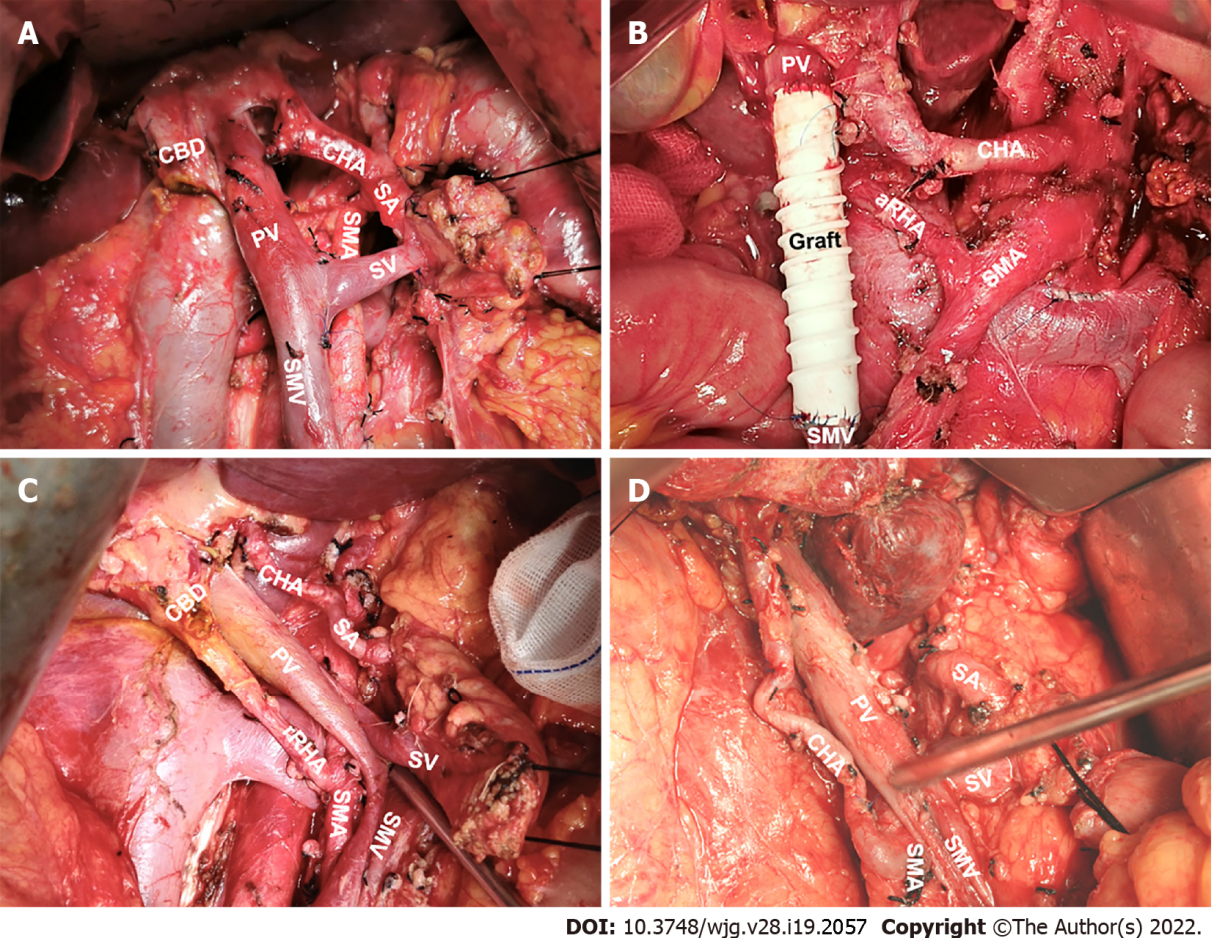 A
CBD
CHA
SA
PV
SMA
SV
SMV
B
PV
CHA
aRHA
Graft
SMA
SMV
C
CHA
CBD
SA
PV
rRHA
SV
SMA
SMV
D
SA
PV
CHA
SV
SMV
SMA
DOI: 10.3748/wjg.v28.i19.2057 Copyright ©The Author(s) 2022.